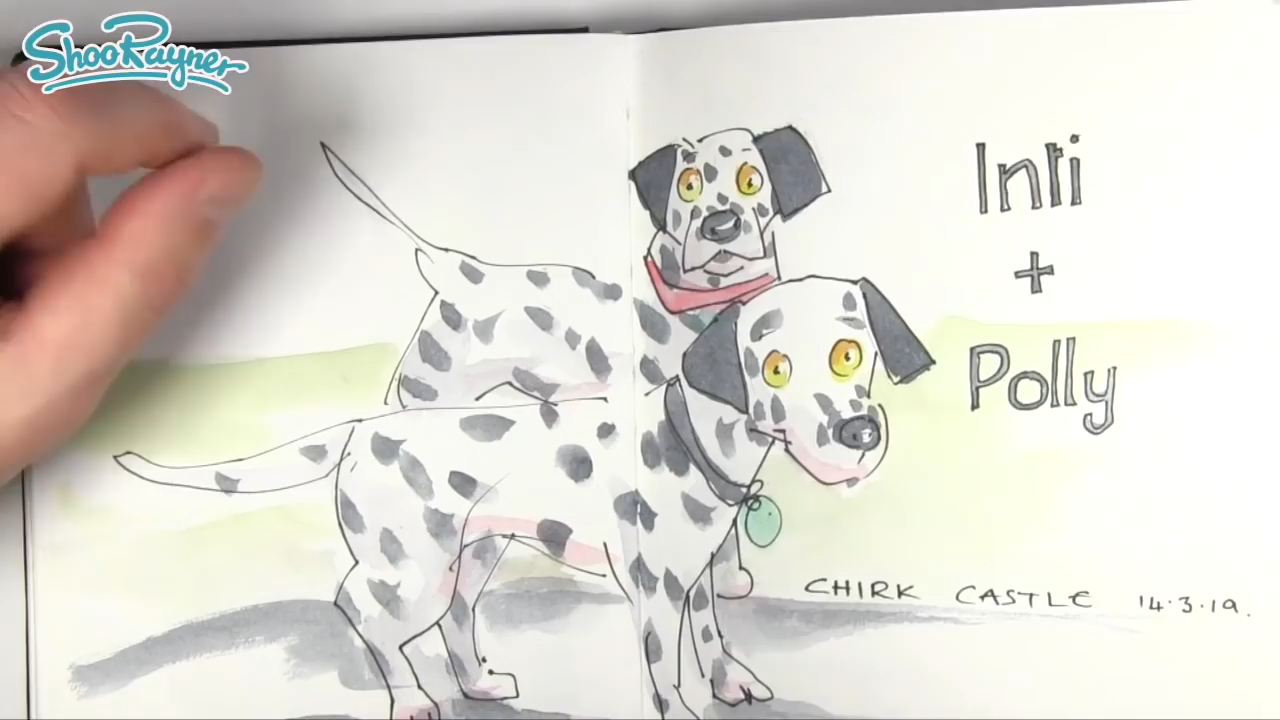 ShooRayner
Inti
+
Polly
CHIRK CASTLE 14.3.19.